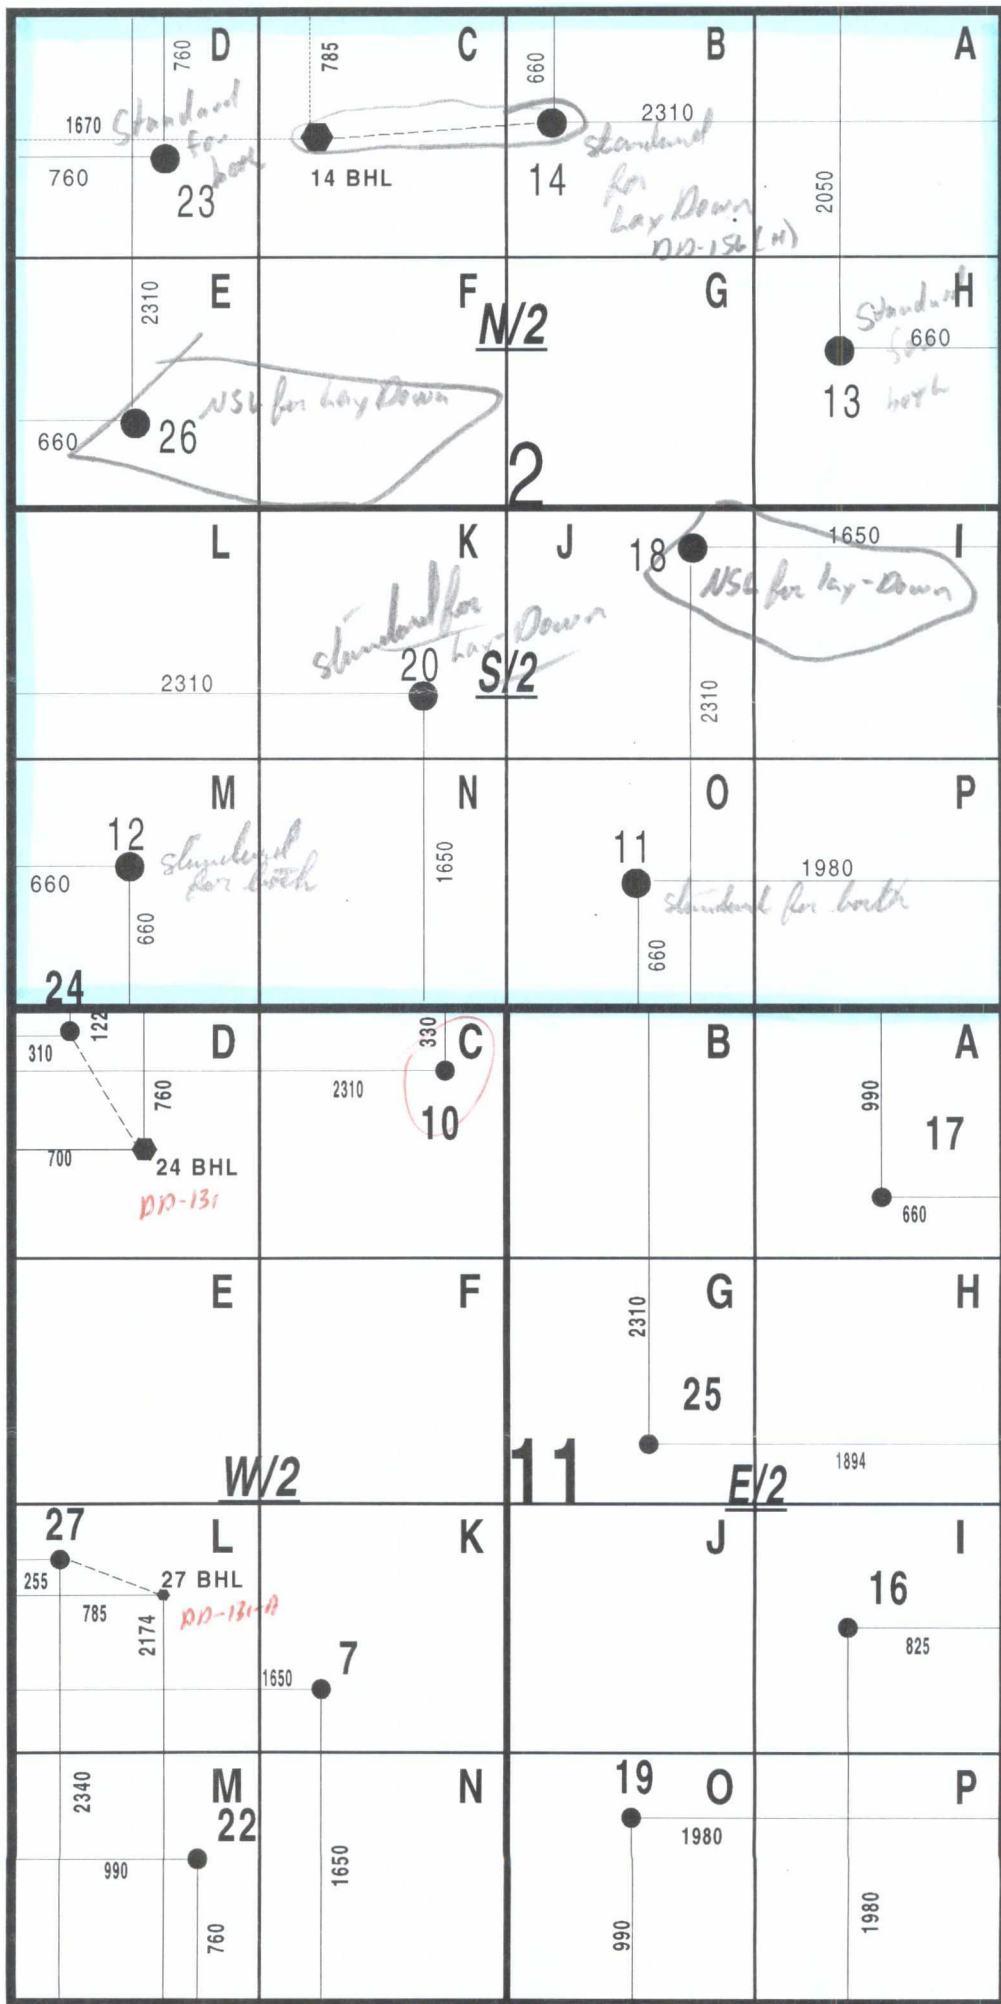 D
C
B
A
760
785
660
2310
1670
Standard
for
both
760
23
14 BHL
14
standard
for
Lay Down
DD-156 (H)
2050
E
F
G
H
2310
N/2
Standard
for
both
660
13
NSL for Lay Down
660
26
2
L
K
J
I
18
1650
NSL for lay-Down
standard for
Lay-Down
20
S/2
2310
2310
M
N
O
P
12
standard
for both
660
660
1650
11
1980
standard for both
660
24
122
310
D
760
C
330
2310
10
B
A
990
17
700
24 BHL
DD-131
660
E
F
G
H
2310
25
W/2
11
E/2
1894
27
L
K
J
I
255
27 BHL
785
DD-131-A
2174
7
1650
16
825
M
N
O
P
2340
22
990
760
1650
19
1980
990
1980